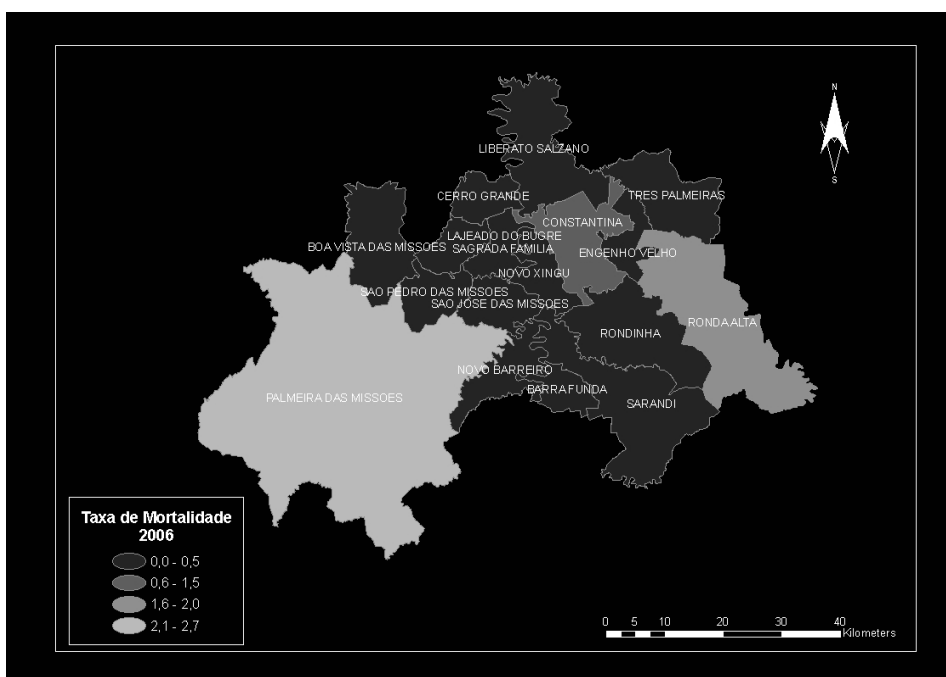 N
S
LIBERATO SALZANO
CERRO GRANDE
TRES PALMEIRAS
CONSTANTINA
LAJEADO DO BUGRE
BOA VISTA DAS MISSOES
SAGRADA FAMILIA
ENGENHO VELHO
NOVO XINGU
SAO PEDRO DAS MISSOES
SAO JOSE DAS MISSOES
RONDA ALTA
RONDINHA
NOVO BARREIRO
BARRA FUNDA
PALMEIRA DAS MISSOES
SARANDI
Taxa de Mortalidade
2006
0,0 - 0,5
0,6 - 1,5
1,6 - 2,0
2,1 - 2,7
0 5 10 20 30 40
Kilometers